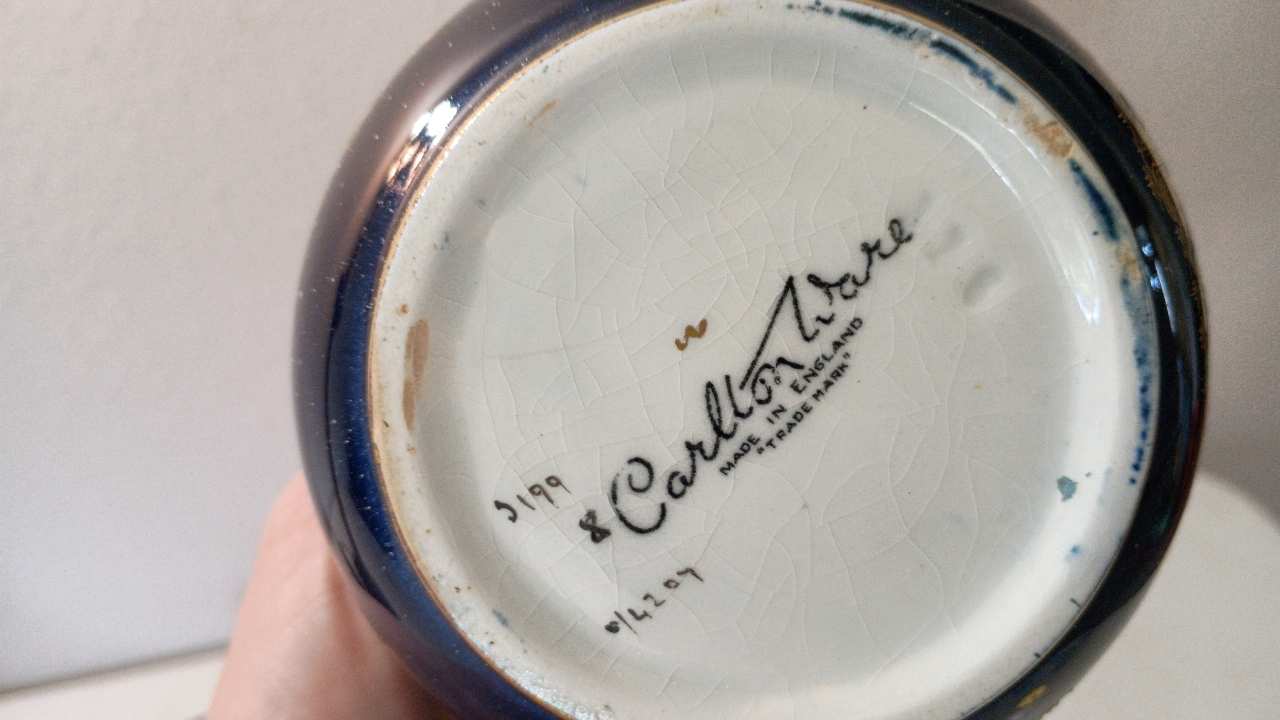 Carlton Ware
MADE IN ENGLAND
"TRADE MARK"
3199
8
0/4207